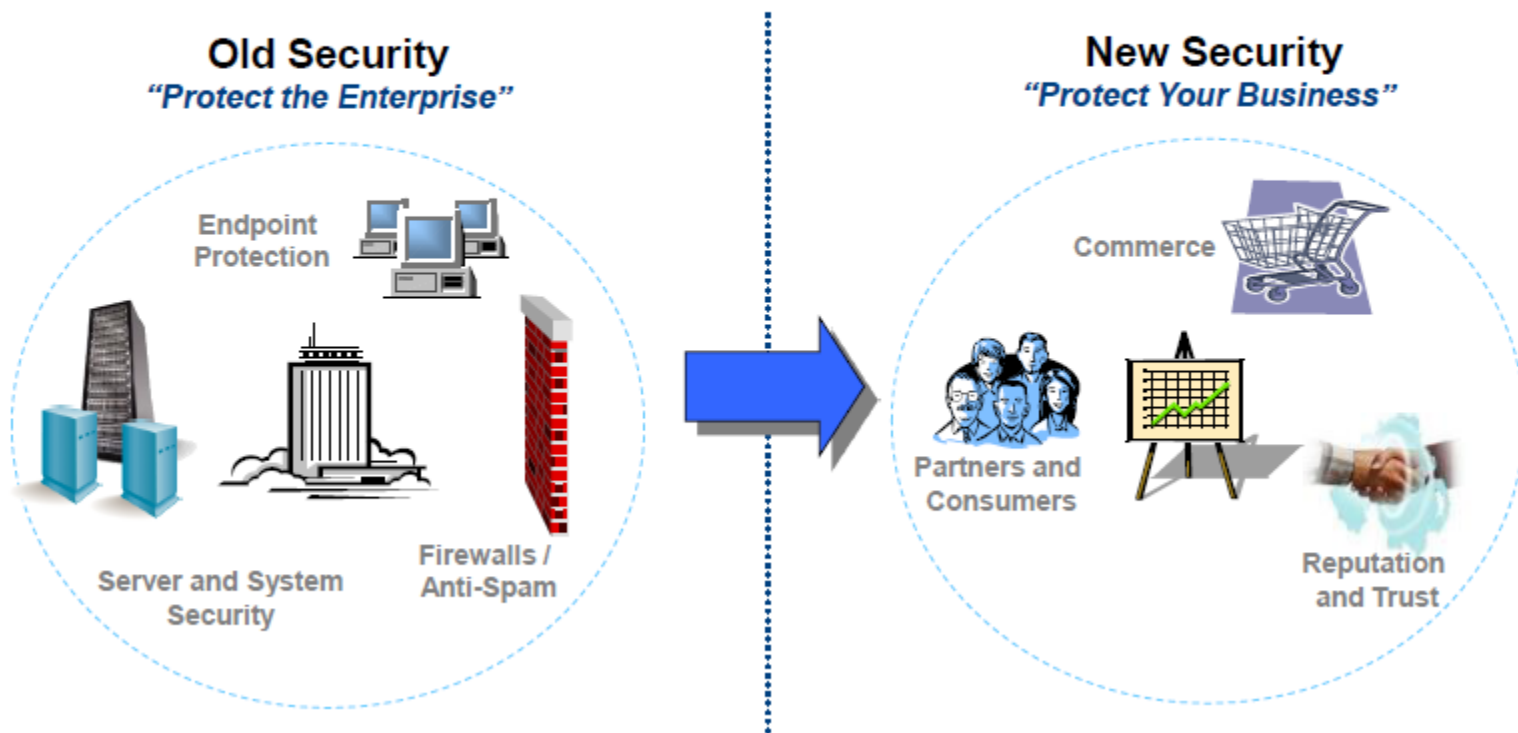 Old Security
“Protect the Enterprise”
Endpoint
Protection
Server and System
Security
Firewalls /
Anti-Spam
New Security
“Protect Your Business”
Commerce
Partners and
Consumers
Reputation
and Trust